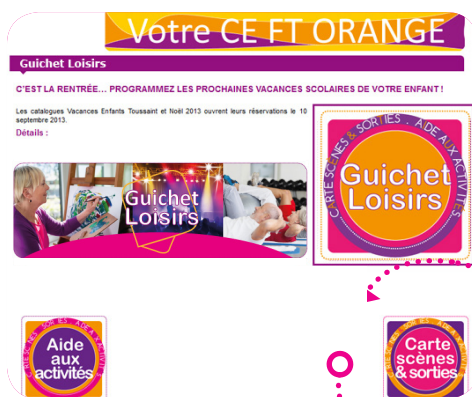 Votre CE FT ORANGE
Guichet Loisirs
C'EST LA RENTRÉE... PROGRAMMEZ LES PROCHAINES VACANCES SCOLAIRES DE VOTRE ENFANT !
Les catalogues Vacances Enfants Toussaint et Noël 2013 ouvrent leurs réservations le 10
septembre 2013.
Détails :
Guichet
Loisirs
CARTE SCÈNES & SORTIES . AIDE AUX ACTIVITÉS
Guichet
Loisirs
Aide
aux
activités
Carte
scènes
& sorties